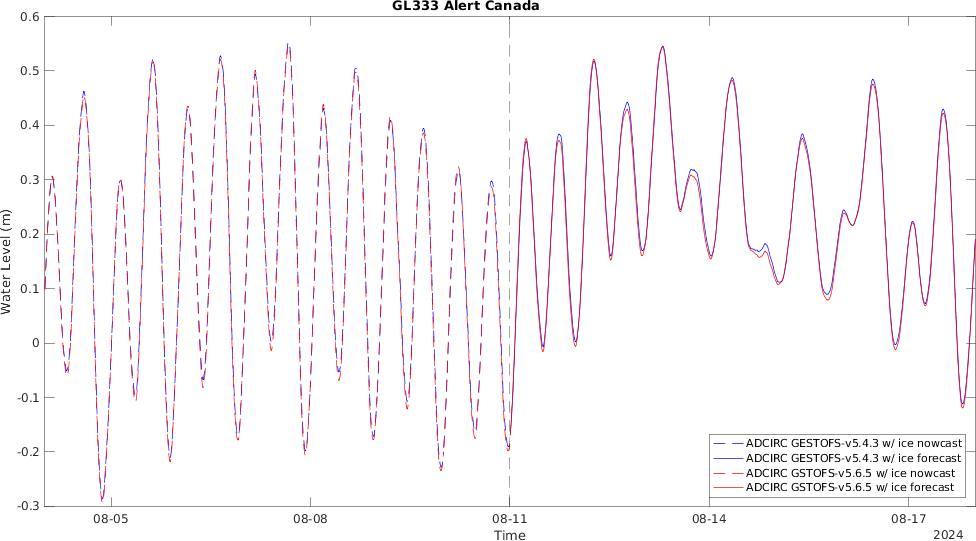 GL333 Alert Canada
0.6
0.5
0.4
0.3
0.2
0.1
0
-0.1
-0.2
-0.3
Water Level (m)
ADCIRC GESTOFS-v5.4.3 w/ ice nowcast
ADCIRC GESTOFS-v5.4.3 w/ ice forecast
ADCIRC GSTOFS-v5.6.5 w/ ice nowcast
ADCIRC GSTOFS-v5.6.5 w/ ice forecast
08-05
08-08
08-11
08-14
08-17
Time
2024